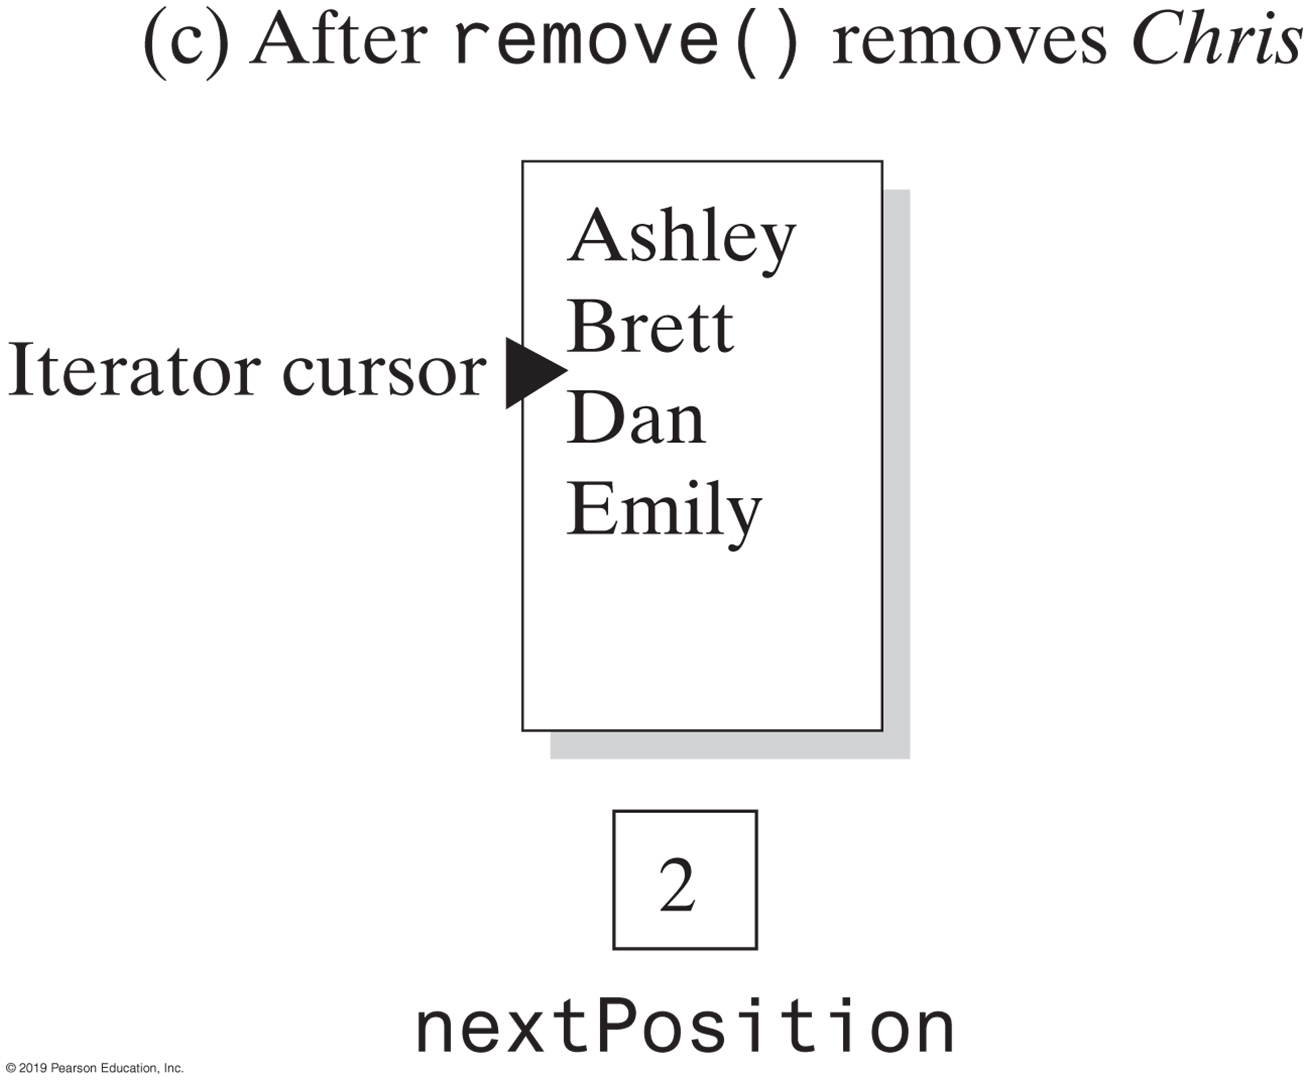 (c) After remove() removes Chris
Ashley
Brett
Iterator cursor
Dan
Emily
2
nextPosition
© 2019 Pearson Education, Inc.